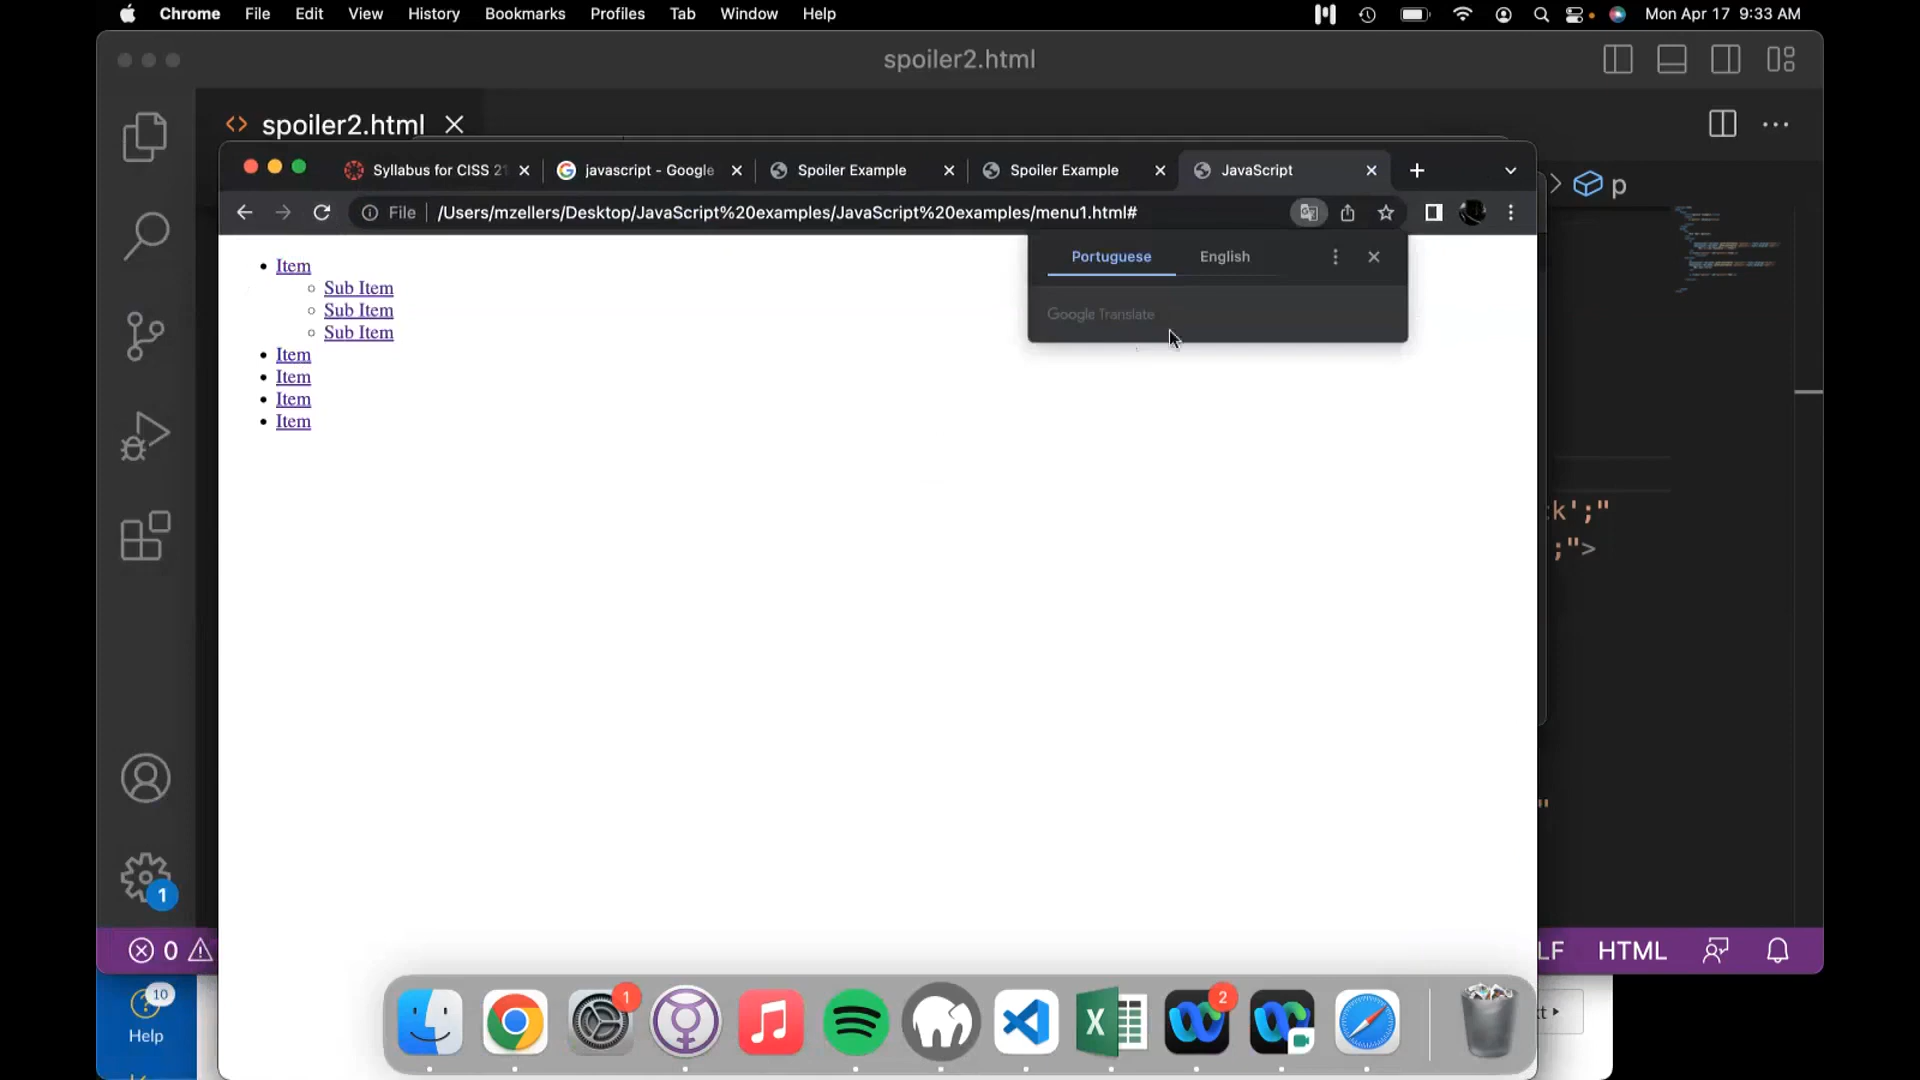 Chrome File Edit View History Bookmarks Profiles Tab Window Help Mon Apr 17 9:33 AM
spoiler2.html
<> spoiler2.html
Syllabus for CISS 21
javascript - Google
Spoiler Example
Spoiler Example
JavaScript
p
File /Users/mzellers/Desktop/JavaScript%20examples/JavaScript%20examples/menu1.html#
Portuguese English
Google Translate
Item
Sub Item
Sub Item
Sub Item
Item
Item
Item
Item
k';"
;">
"
1
0
LF HTML
10
Help
1
2